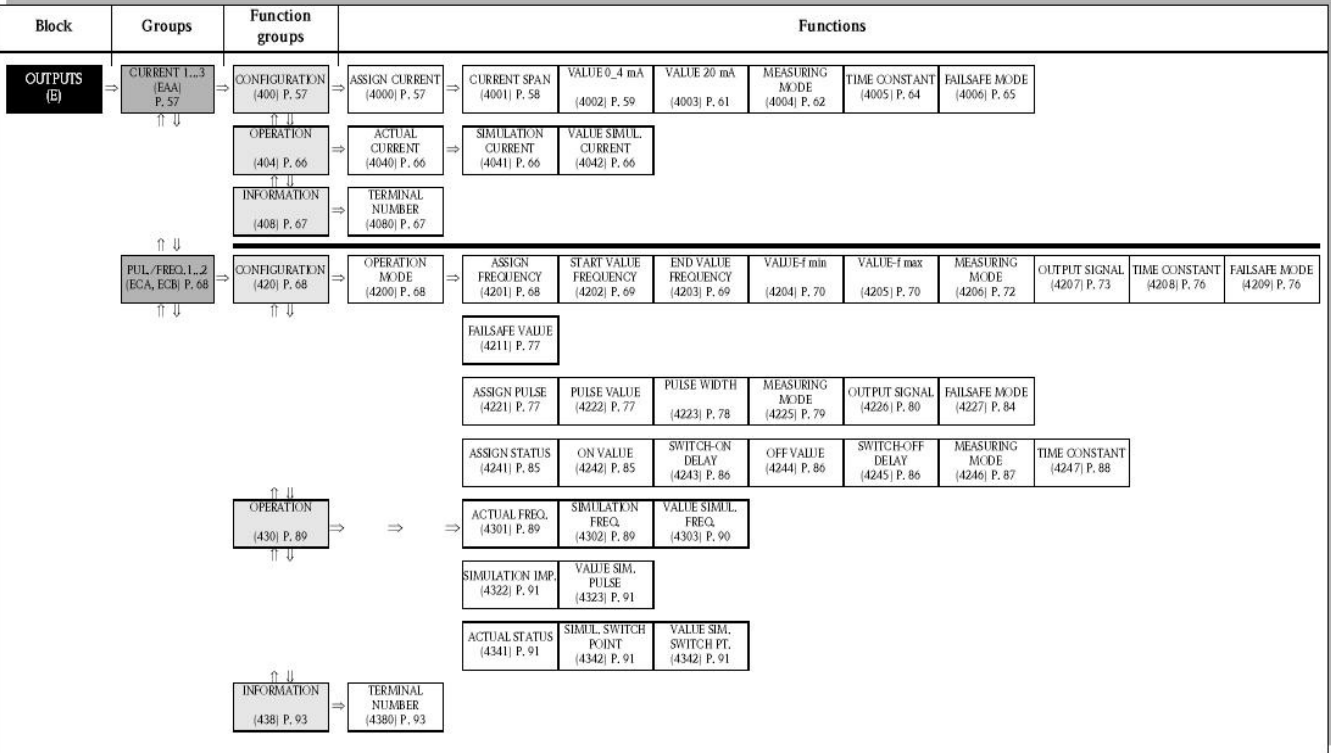 Block
Groups
Function
groups
Functions
OUTPUTS
(E)
CURRENT 1...3
(EAA)
P. 57
CONFIGURATION
(400) P. 57
ASSIGN CURRENT
(4000) P. 57
CURRENT SPAN
(4001) P. 58
VALUE 0_4 mA
(4002) P. 59
VALUE 20 mA
(4003) P. 61
MEASURING
MODE
(4004) P. 62
TIME CONSTANT
(4005) P. 64
FAILSAFE MODE
(4006) P. 65
OPERATION
(404) P. 66
ACTUAL
CURRENT
(4040) P. 66
SIMULATION
CURRENT
(4041) P. 66
VALUE SIMUL.
CURRENT
(4042) P. 66
INFORMATION
(408) P. 67
TERMINAL
NUMBER
(4080) P. 67
PUL./FREQ.1...2
(ECA, ECB) P. 68
CONFIGURATION
(420) P. 68
OPERATION
MODE
(4200) P. 68
ASSIGN
FREQUENCY
(4201) P. 68
START VALUE
FREQUENCY
(4202) P. 69
END VALUE
FREQUENCY
(4203) P. 69
VALUE-f min
(4204) P. 70
VALUE-f max
(4205) P. 70
MEASURING
MODE
(4206) P. 72
OUTPUT SIGNAL
(4207) P. 73
TIME CONSTANT
(4208) P. 76
FAILSAFE MODE
(4209) P. 76
FAILSAFE VALUE
(4211) P. 77
ASSIGN PULSE
(4221) P. 77
PULSE VALUE
(4222) P. 77
PULSE WIDTH
(4223) P. 78
MEASURING
MODE
(4225) P. 79
OUTPUT SIGNAL
(4226) P. 80
FAILSAFE MODE
(4227) P. 84
ASSIGN STATUS
(4241) P. 85
ON VALUE
(4242) P. 85
SWITCH-ON
DELAY
(4243) P. 86
OFF VALUE
(4244) P. 86
SWITCH-OFF
DELAY
(4245) P. 86
MEASURING
MODE
(4246) P. 87
TIME CONSTANT
(4247) P. 88
OPERATION
(430) P. 89
ACTUAL FREQ.
(4301) P. 89
SIMULATION
FREQ.
(4302) P. 89
VALUE SIMUL.
FREQ.
(4303) P. 90
SIMULATION IMP.
(4322) P. 91
VALUE SIM.
PULSE
(4323) P. 91
ACTUAL STATUS
(4341) P. 91
SIMUL. SWITCH
POINT
(4342) P. 91
VALUE SIM.
SWITCH PT.
(4342) P. 91
INFORMATION
(438) P. 93
TERMINAL
NUMBER
(4380) P. 93